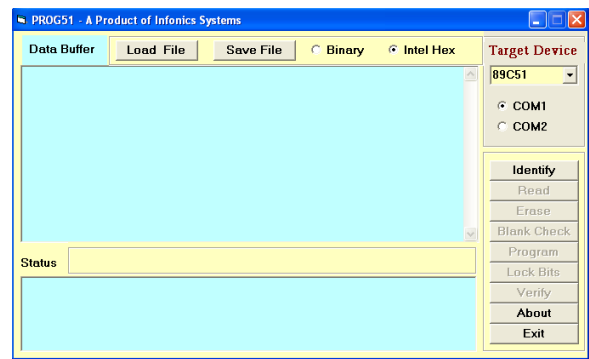 PROG51 - A Product of Infonics Systems
Data Buffer Load File Save File Binary Intel Hex
Target Device
89C51
COM1
COM2
Identify
Read
Erase
Blank Check
Program
Lock Bits
Verify
About
Exit
Status